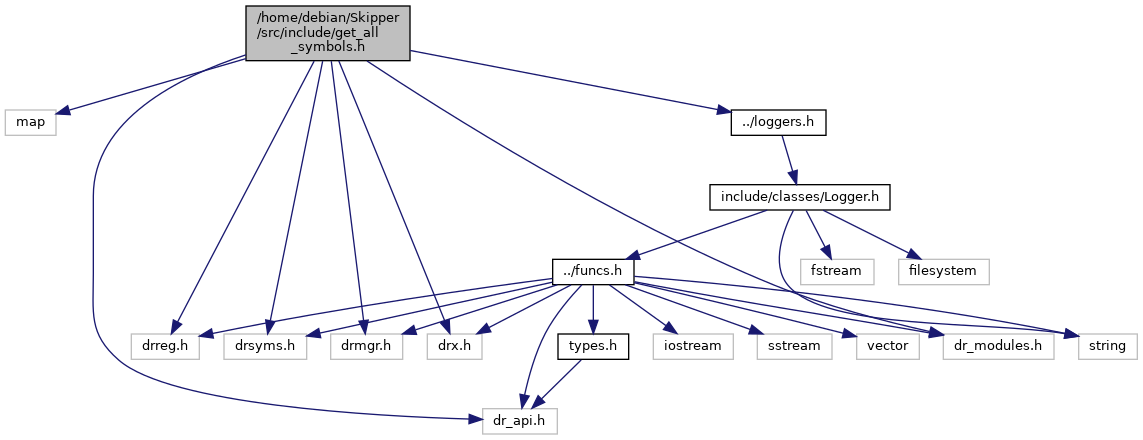 /home/debian/Skipper
/src/include/get_all
_symbols.h
map
../loggers.h
include/classes/Logger.h
../funcs.h
fstream
filesystem
drreg.h
drsyms.h
drmgr.h
drx.h
types.h
iostream
sstream
vector
dr_modules.h
string
dr_api.h